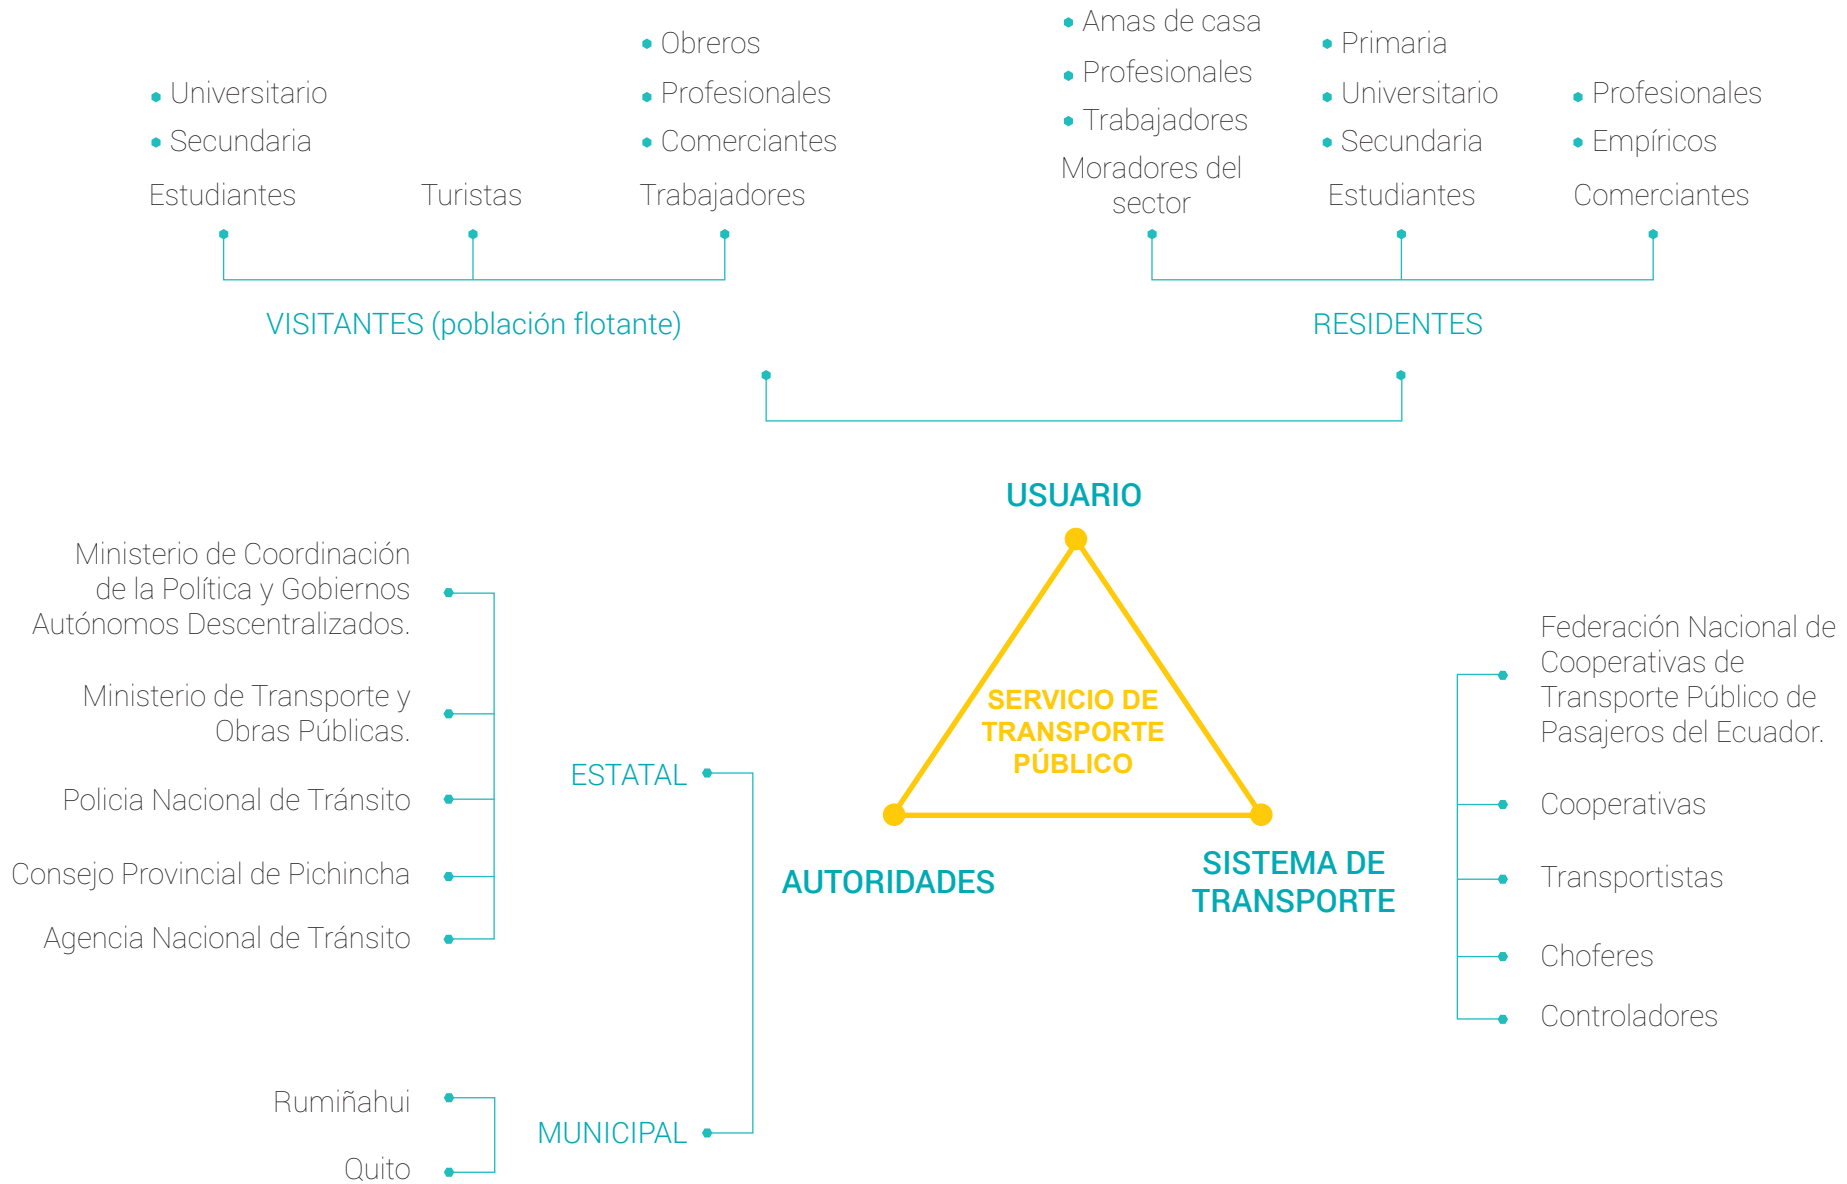 Universitario
Secundaria
Estudiantes
Turistas
Obreros
Profesionales
Comerciantes
Trabajadores
VISITANTES (población flotante)
Amas de casa
Profesionales
Trabajadores
Moradores del
sector
Primaria
Universitario
Secundaria
Estudiantes
Profesionales
Empíricos
Comerciantes
RESIDENTES
USUARIO
SERVICIO DE
TRANSPORTE
PÚBLICO
Ministerio de Coordinación
de la Política y Gobiernos
Autónomos Descentralizados.
Ministerio de Transporte y
Obras Públicas.
Policia Nacional de Tránsito
Consejo Provincial de Pichincha
Agencia Nacional de Tránsito
ESTATAL
Rumiñahui
Quito
MUNICIPAL
AUTORIDADES
SISTEMA DE
TRANSPORTE
Federación Nacional de
Cooperativas de
Transporte Público de
Pasajeros del Ecuador.
Cooperativas
Transportistas
Choferes
Controladores